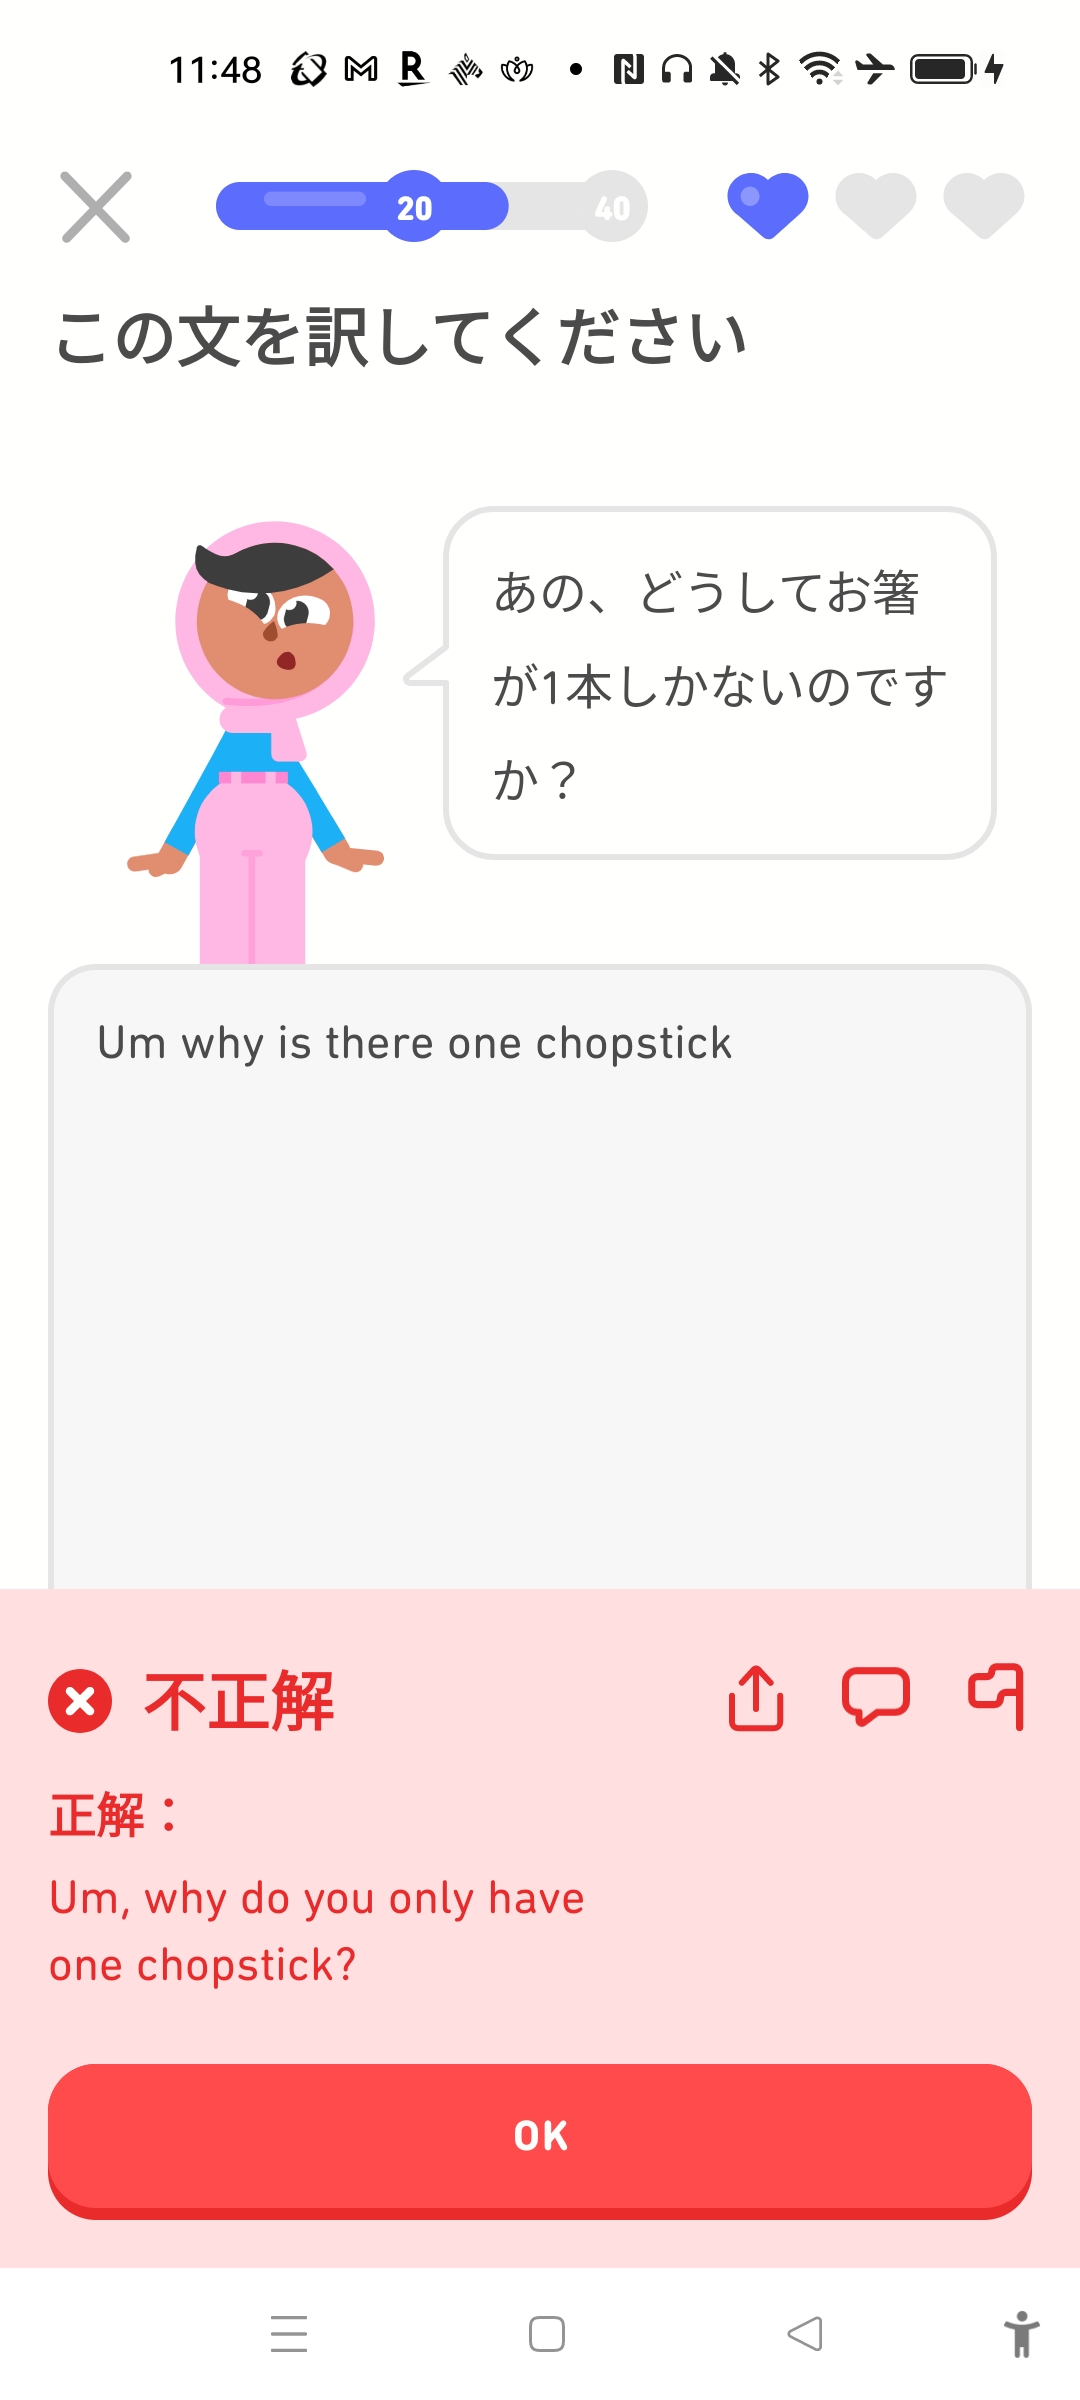 11:48
20 40
この文を訳してください
あの、どうしてお箸
が1本しかないのです
か？
Um why is there one chopstick
不正解
正解：
Um, why do you only have
one chopstick?
OK